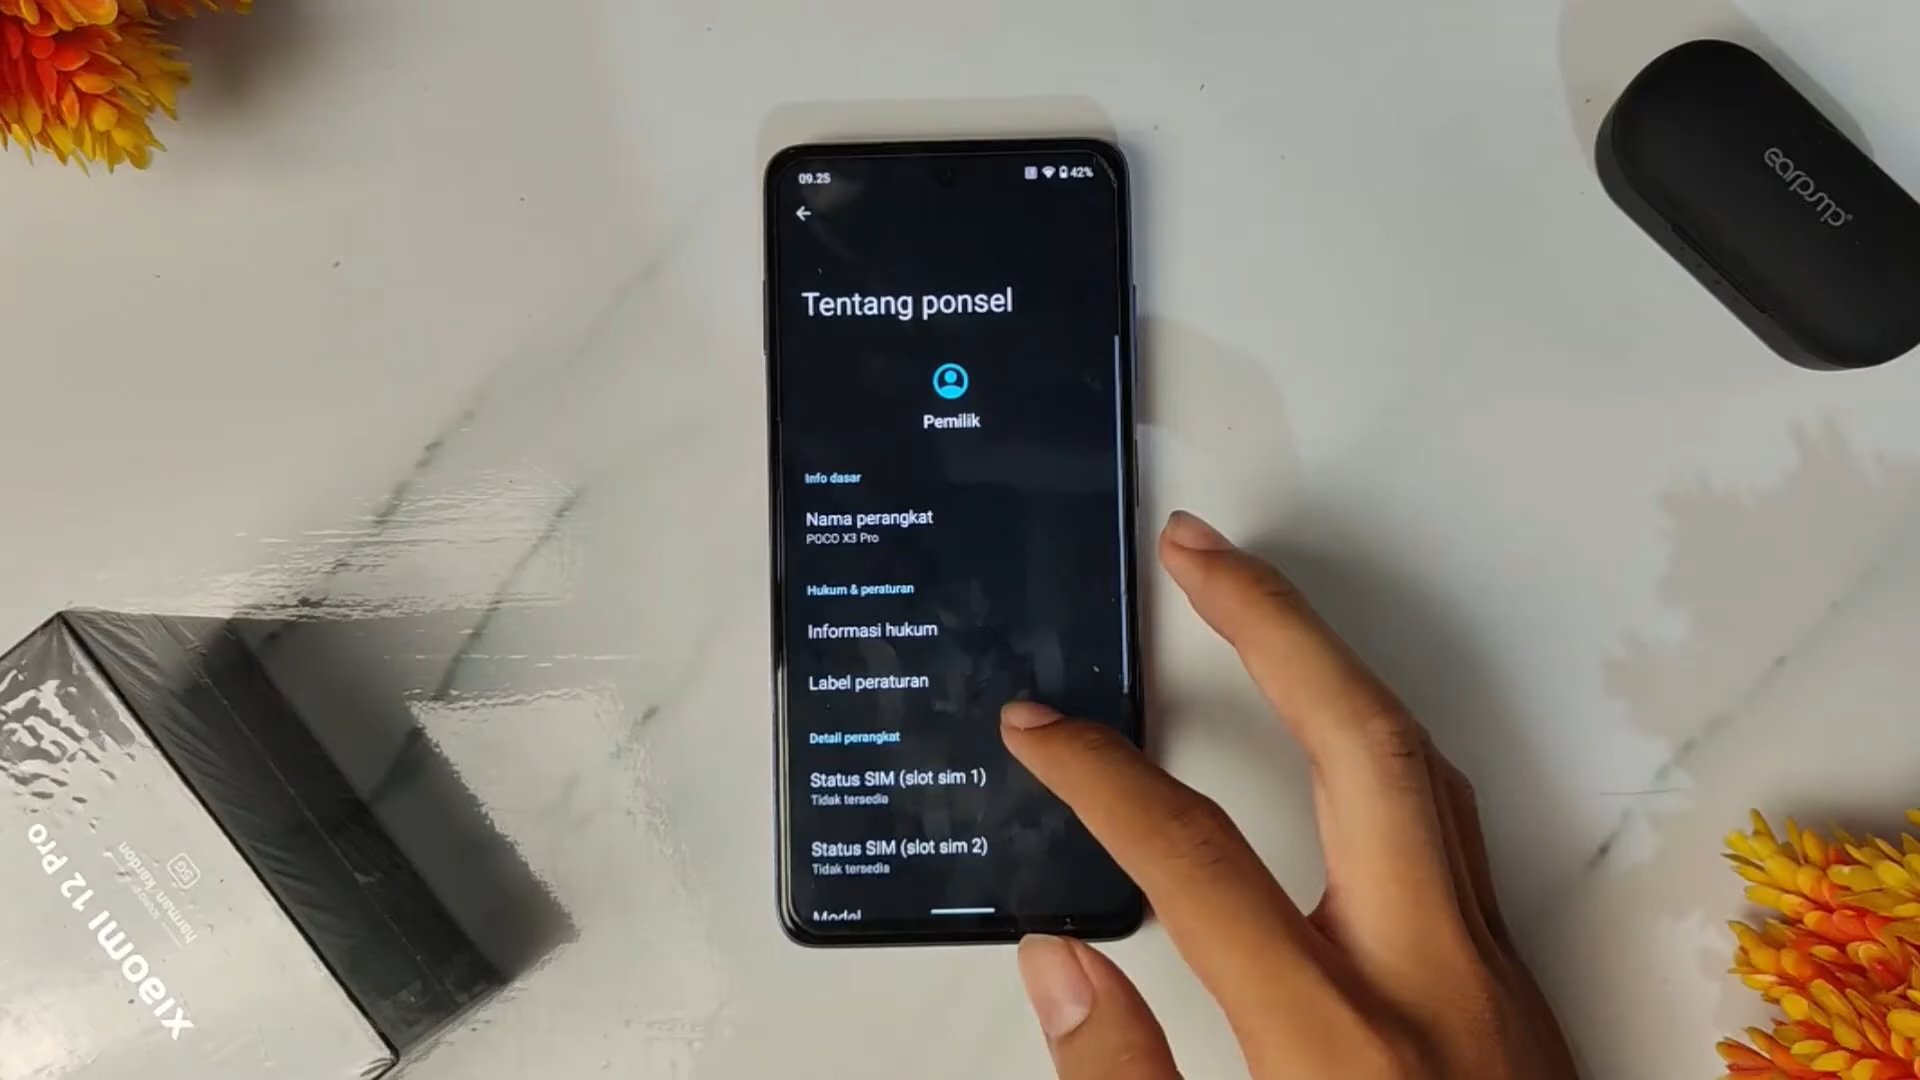 09.25
42%
Tentang ponsel
Pemilik
Info dasar
Nama perangkat
POCO X3 Pro
Hukum & peraturan
Informasi hukum
Label peraturan
Detail perangkat
Status SIM (slot sim 1)
Tidak tersedia
Status SIM (slot sim 2)
Tidak tersedia
Model
earpsmp
Xiaomi 12 Pro
harman/kardon
5G